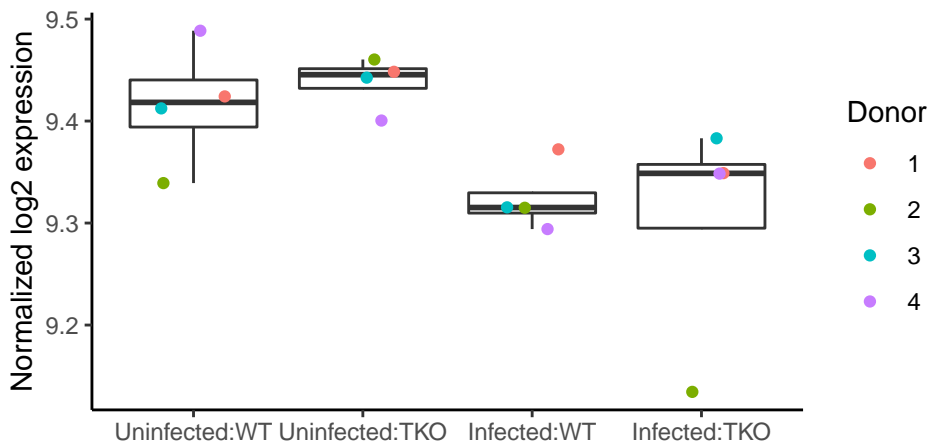 Normalized log2 expression
9.5
9.4
9.3
9.2
Uninfected:WT Uninfected:TKO Infected:WT Infected:TKO
Donor
1
2
3
4